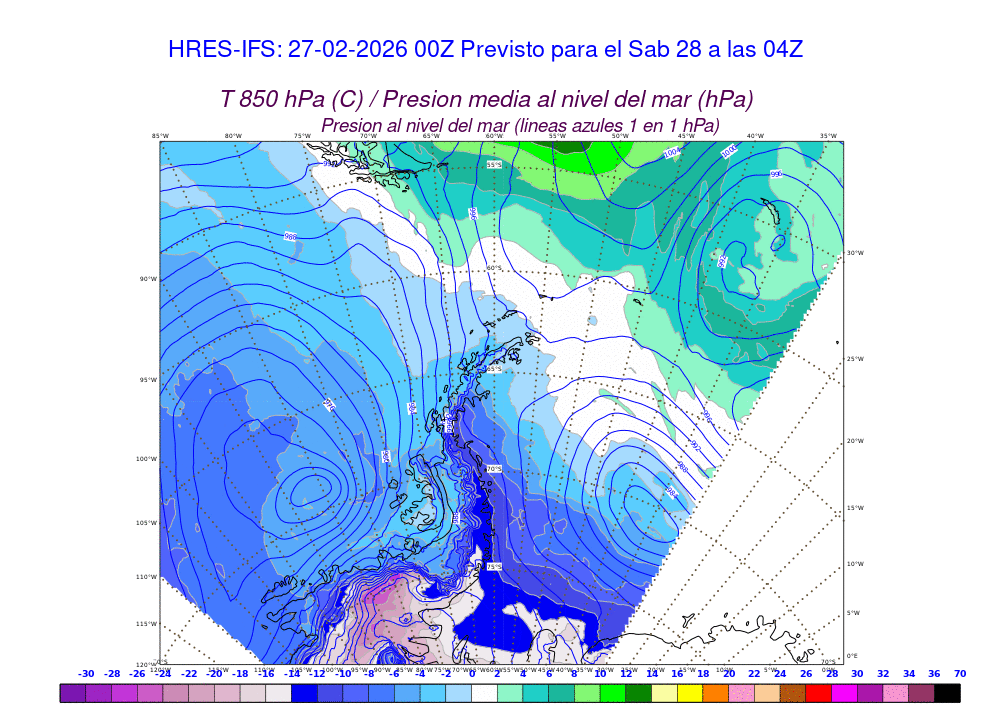 HRES-IFS: 27-02-2026 00Z Previsto para el Sab 28 a las 04Z
T 850 hPa (C) / Presion media al nivel del mar (hPa)
Presion al nivel del mar (lineas azules 1 en 1 hPa)
85°W 80°W 75°W 70°W 65°W 60°W 55°W 50°W 45°W 40°W 35°W
1004 1000
55°S
996
30°W
60°S
90°W
25°W
65°S
95°W
20°W
100°W
70°S
15°W
105°W
10°W
75°S
110°W
5°W
115°W
0°E
120°W
-30 -28 -26 -24 -22 -20 -18 -16 -14 -12 -10 -8 -6 -4 -2 0 2 4 6 8 10 12 14 16 18 20 22 24 26 28 30 32 34 36 70